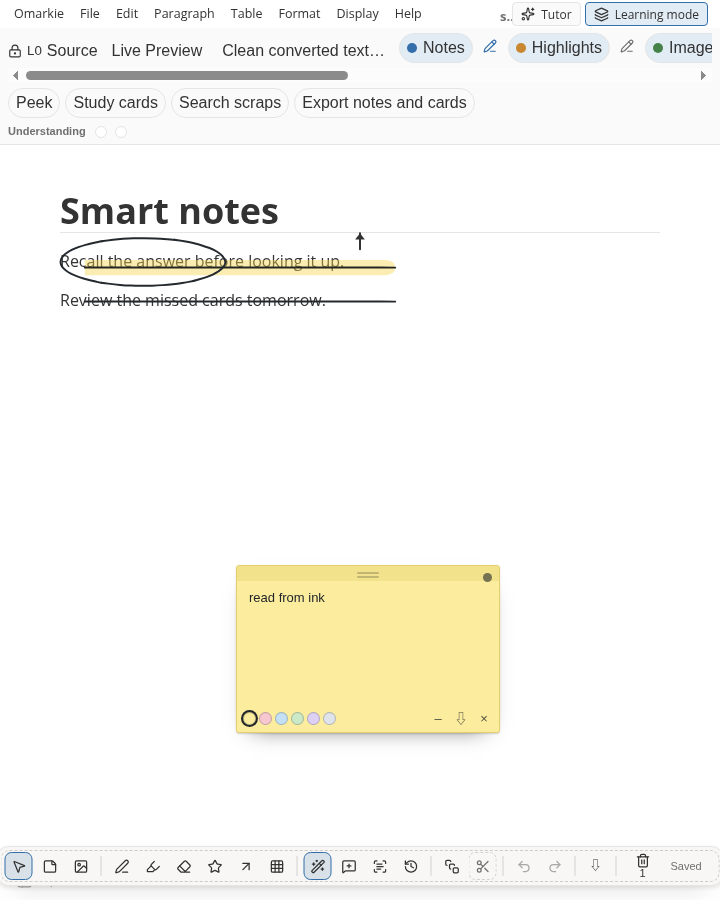 Omarkie File Edit Paragraph Table Format Display Help s.. Tutor Learning mode
L0 Source Live Preview Clean converted text… Notes Highlights Image
Peek Study cards Search scraps Export notes and cards
Understanding
Smart notes
Recall the answer before looking it up.
Review the missed cards tomorrow.
read from ink
1
Saved